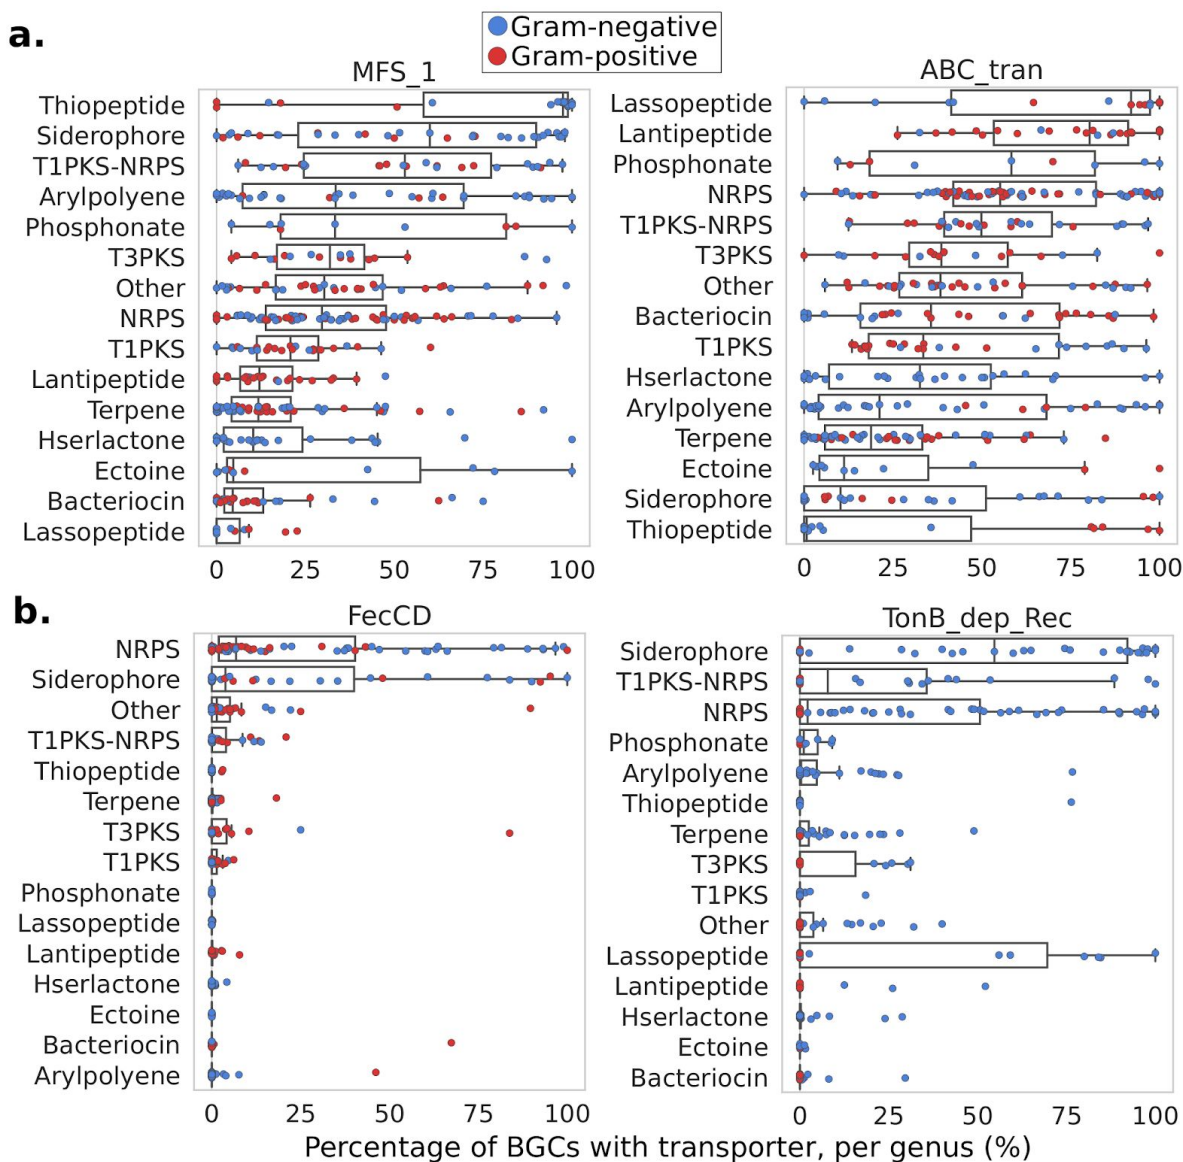 a.
Gram-negative
Gram-positive
MFS_1
Thiopeptide
Siderophore
T1PKS-NRPS
Arylpolyene
Phosphonate
T3PKS
Other
NRPS
T1PKS
Lantipeptide
Terpene
Hserlactone
Ectoine
Bacteriocin
Lassopeptide
0 25 50 75 100
ABC_tran
Lassopeptide
Lantipeptide
Phosphonate
NRPS
T1PKS-NRPS
T3PKS
Other
Bacteriocin
T1PKS
Hserlactone
Arylpolyene
Terpene
Ectoine
Siderophore
Thiopeptide
0 25 50 75 100
b.
FecCD
NRPS
Siderophore
Other
T1PKS-NRPS
Thiopeptide
Terpene
T3PKS
T1PKS
Phosphonate
Lassopeptide
Lantipeptide
Hserlactone
Ectoine
Bacteriocin
Arylpolyene
0 25 50 75 100
TonB_dep_Rec
Siderophore
T1PKS-NRPS
NRPS
Phosphonate
Arylpolyene
Thiopeptide
Terpene
T3PKS
T1PKS
Other
Lassopeptide
Lantipeptide
Hserlactone
Ectoine
Bacteriocin
0 25 50 75 100
Percentage of BGCs with transporter, per genus (%)